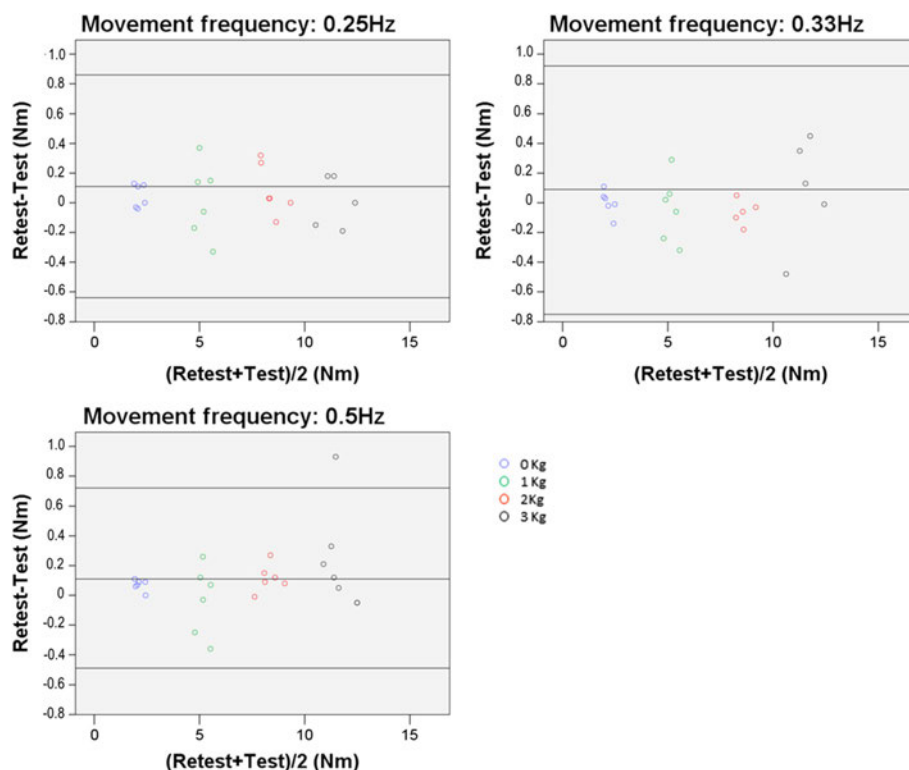 Movement frequency: 0.25Hz
Retest-Test (Nm)
1.0
0.8
0.6
0.4
0.2
0
-0.2
-0.4
-0.6
-0.8
0 5 10 15
(Retest+Test)/2 (Nm)
Movement frequency: 0.33Hz
Retest-Test (Nm)
1.0
0.8
0.6
0.4
0.2
0
-0.2
-0.4
-0.6
-0.8
0 5 10 15
(Retest+Test)/2 (Nm)
Movement frequency: 0.5Hz
Retest-Test (Nm)
1.0
0.8
0.6
0.4
0.2
0
-0.2
-0.4
-0.6
-0.8
0 5 10 15
(Retest+Test)/2 (Nm)
0 Kg
1 Kg
2Kg
3 Kg